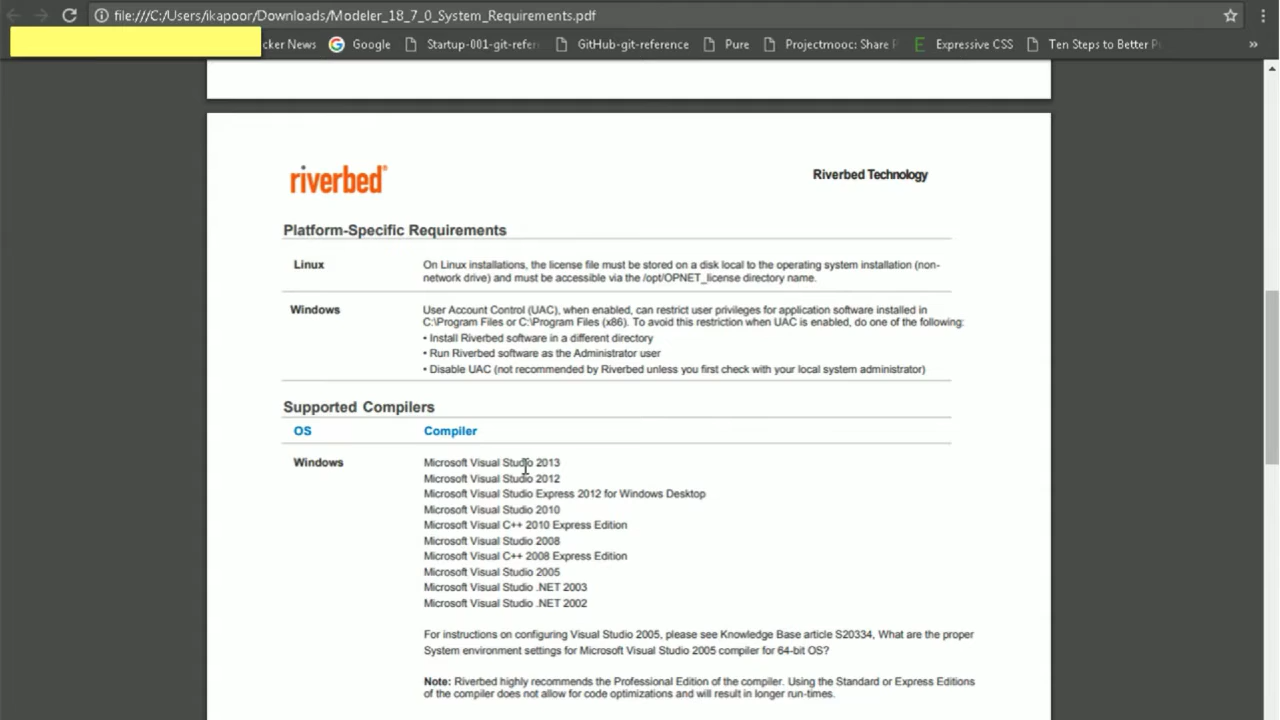 file:///C:/Users/ikapoor/Downloads/Modeler_18_7_0_System_Requirements.pdf
cker News Google Startup-001-git-refer GitHub-git-reference Pure Projectmooc: Share Expressive CSS Ten Steps to Better
riverbed Riverbed Technology
Platform-Specific Requirements
Linux On Linux installations, the license file must be stored on a disk local to the operating system installation (non-
network drive) and must be accessible via the /opt/OPNET_license directory name.
Windows User Account Control (UAC), when enabled, can restrict user privileges for application software installed in
C:\Program Files or C:\Program Files (x86). To avoid this restriction when UAC is enabled, do one of the following:
• Install Riverbed software in a different directory
• Run Riverbed software as the Administrator user
• Disable UAC (not recommended by Riverbed unless you first check with your local system administrator)
Supported Compilers
OS Compiler
Windows Microsoft Visual Studio 2013
Microsoft Visual Studio 2012
Microsoft Visual Studio Express 2012 for Windows Desktop
Microsoft Visual Studio 2010
Microsoft Visual C++ 2010 Express Edition
Microsoft Visual Studio 2008
Microsoft Visual C++ 2008 Express Edition
Microsoft Visual Studio 2005
Microsoft Visual Studio .NET 2003
Microsoft Visual Studio .NET 2002
For instructions on configuring Visual Studio 2005, please see Knowledge Base article S20334, What are the proper
System environment settings for Microsoft Visual Studio 2005 compiler for 64-bit OS?
Note: Riverbed highly recommends the Professional Edition of the compiler. Using the Standard or Express Editions
of the compiler does not allow for code optimizations and will result in longer run-times.